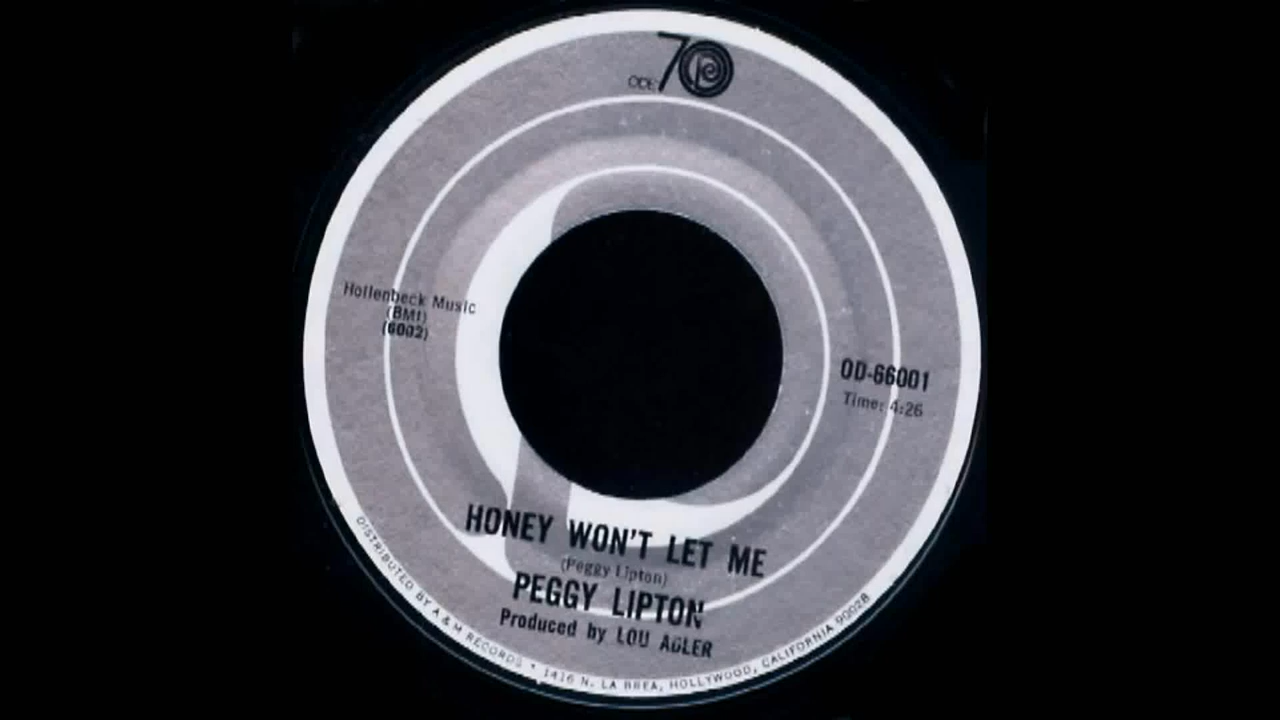 ODE 70
Hollenbeck Music
(BMI)
(6002)
OD-66001
Time: 4:26
HONEY WON'T LET ME
(Peggy Lipton)
PEGGY LIPTON
Produced by LOU ADLER
DISTRIBUTED BY A & M RECORDS • 1416 N. LA BREA, HOLLYWOOD, CALIFORNIA 90028